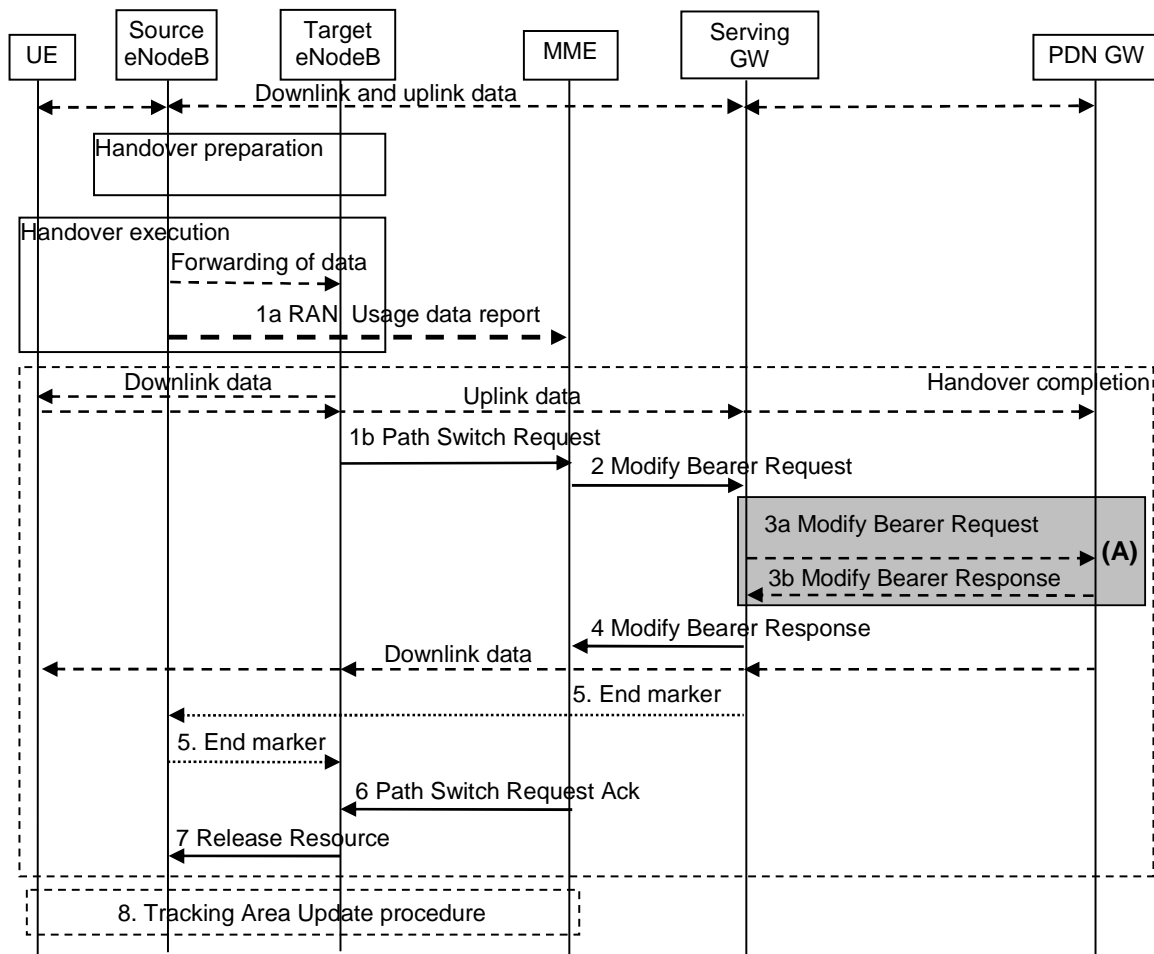 UE
Source
eNodeB
Target
eNodeB
MME
Serving
GW
PDN GW
Downlink and uplink data
Handover preparation
Handover execution
Forwarding of data
1a RAN Usage data report
Downlink data
Handover completion
Uplink data
1b Path Switch Request
2 Modify Bearer Request
3a Modify Bearer Request
(A)
3b Modify Bearer Response
4 Modify Bearer Response
Downlink data
5. End marker
5. End marker
6 Path Switch Request Ack
7 Release Resource
8. Tracking Area Update procedure